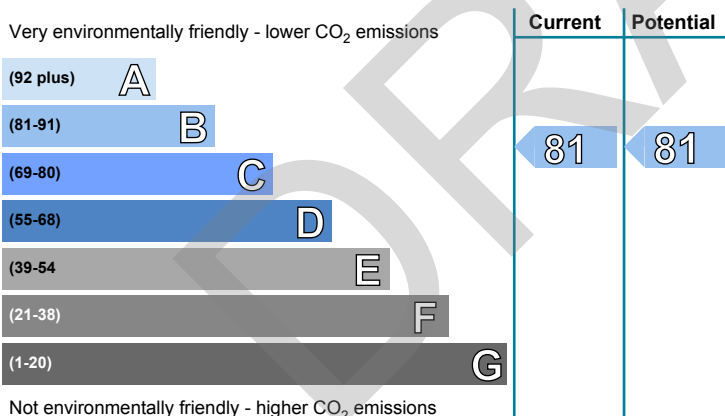 Very environmentally friendly - lower CO2 emissions
Current
Potential
(92 plus) A
(81-91) B
81
81
(69-80) C
(55-68) D
(39-54 E
(21-38) F
(1-20) G
Not environmentally friendly - higher CO2 emissions
DRA